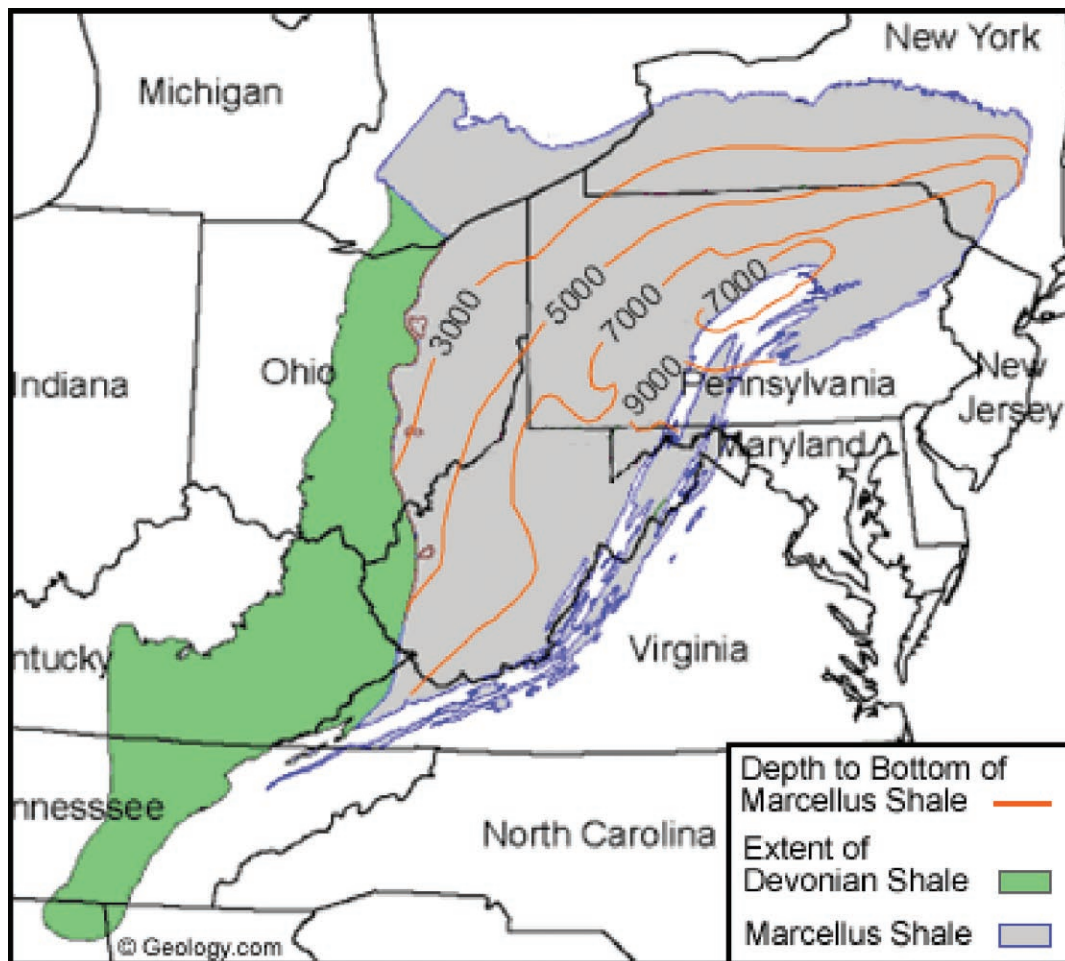 New York
Michigan
3000
5000
7000
7000
9000
Indiana
Ohio
Pennsylvania
New
Jersey
Maryland
Virginia
ntucky
nnesssee
North Carolina
Depth to Bottom of
Marcellus Shale
Extent of
Devonian Shale
Marcellus Shale
© Geology.com